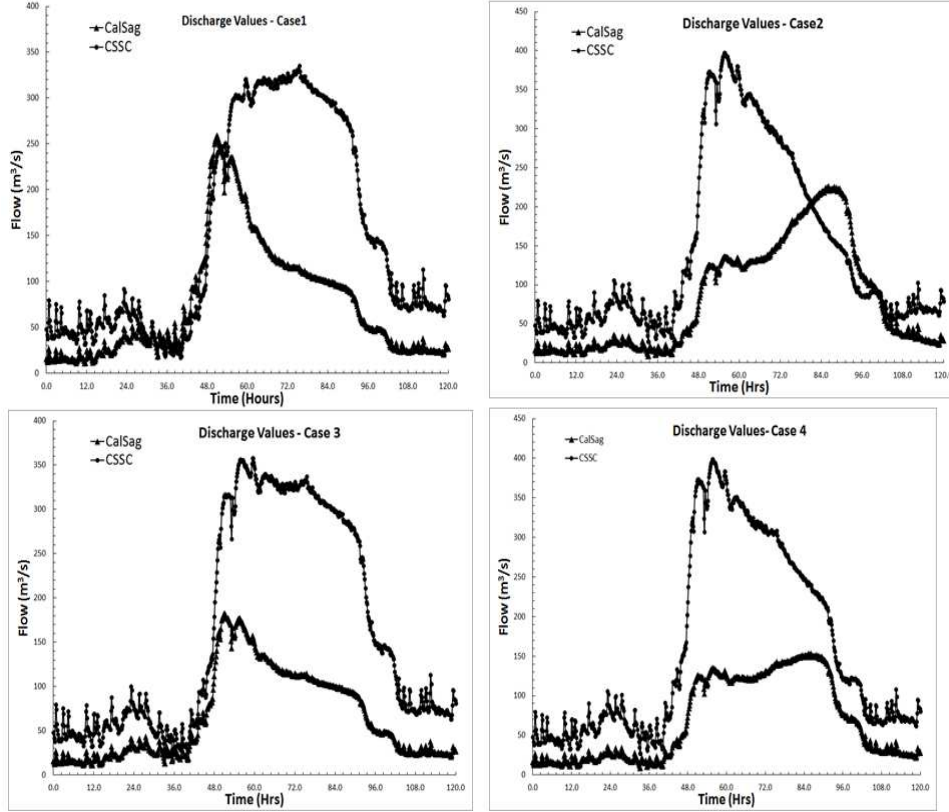 Discharge Values - Case1
CalSag
CSSC
Flow (m³/s)
400
350
300
250
200
150
100
50
0
0.0 12.0 24.0 36.0 48.0 60.0 72.0 84.0 96.0 108.0 120.0
Time (Hours)
Discharge Values - Case2
CalSag
CSSC
Flow (m³/s)
450
400
350
300
250
200
150
100
50
0
0.0 12.0 24.0 36.0 48.0 60.0 72.0 84.0 96.0 108.0 120.0
Time (Hrs)
Discharge Values - Case 3
CalSag
CSSC
Flow (m³/s)
400
350
300
250
200
150
100
50
0
0.0 12.0 24.0 36.0 48.0 60.0 72.0 84.0 96.0 108.0 120.0
Time (Hrs)
Discharge Values- Case 4
CalSag
CSSC
Flow (m³/s)
450
400
350
300
250
200
150
100
50
0
0.0 12.0 24.0 36.0 48.0 60.0 72.0 84.0 96.0 108.0 120.0
Time (Hrs)